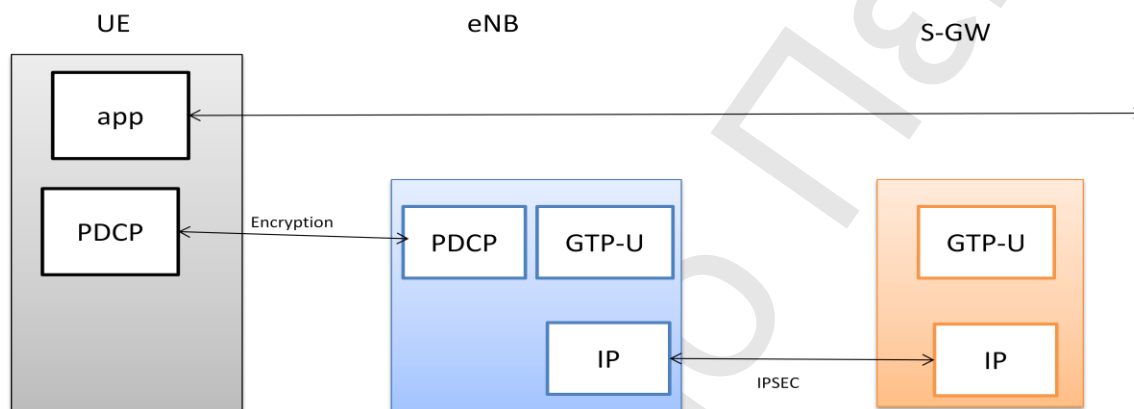 UE
eNB
S-GW
app
PDCP
Encryption
PDCP
GTP-U
GTP-U
IP
IPSEC
IP